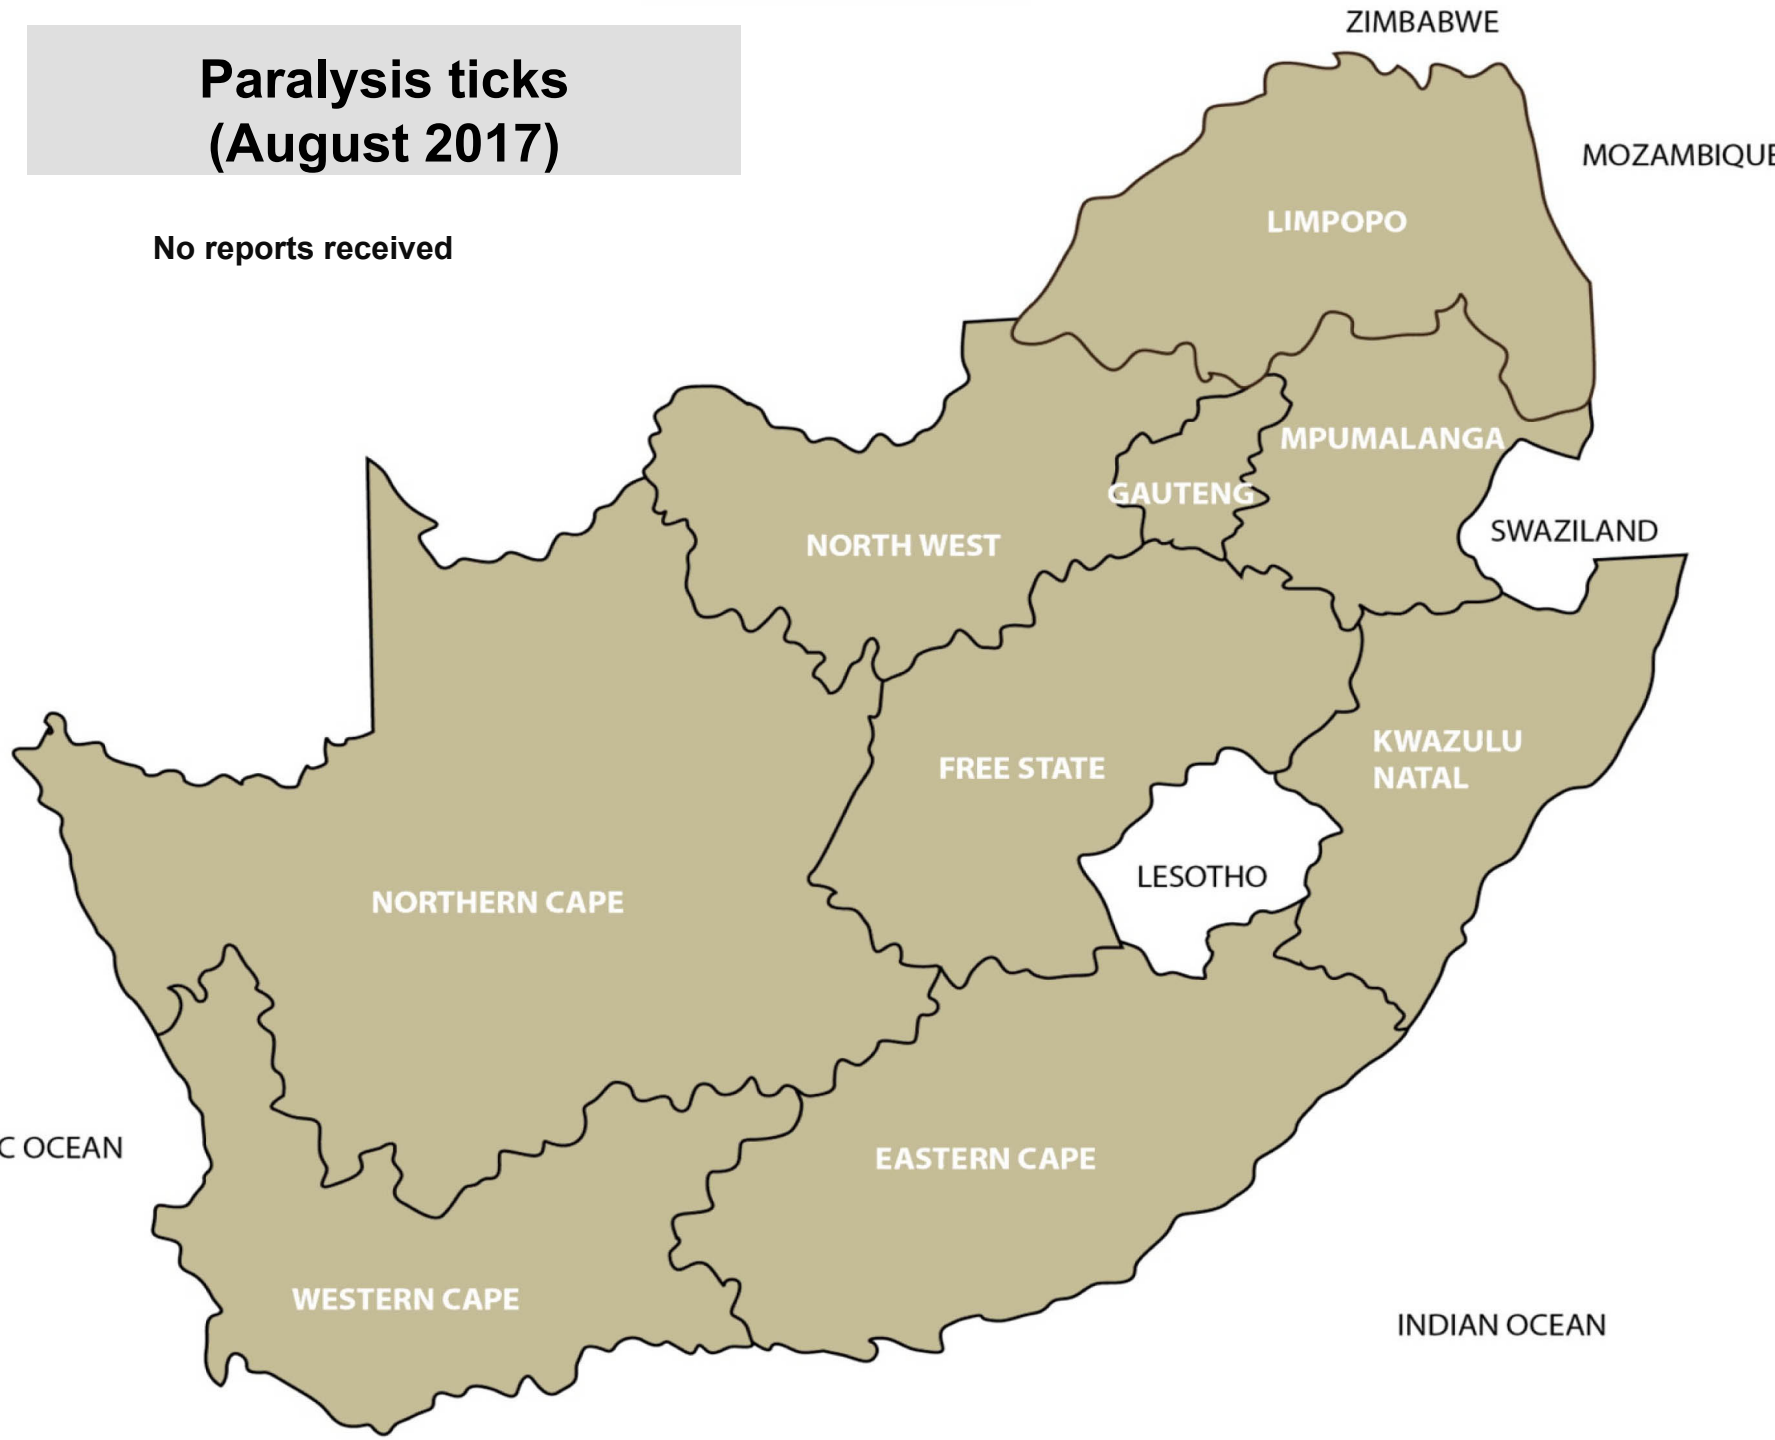 Paralysis ticks
(August 2017)
No reports received
ZIMBABWE
MOZAMBIQUE
LIMPOPO
MPUMALANGA
GAUTENG
SWAZILAND
NORTH WEST
KWAZULU
NATAL
FREE STATE
LESOTHO
NORTHERN CAPE
C OCEAN
EASTERN CAPE
WESTERN CAPE
INDIAN OCEAN